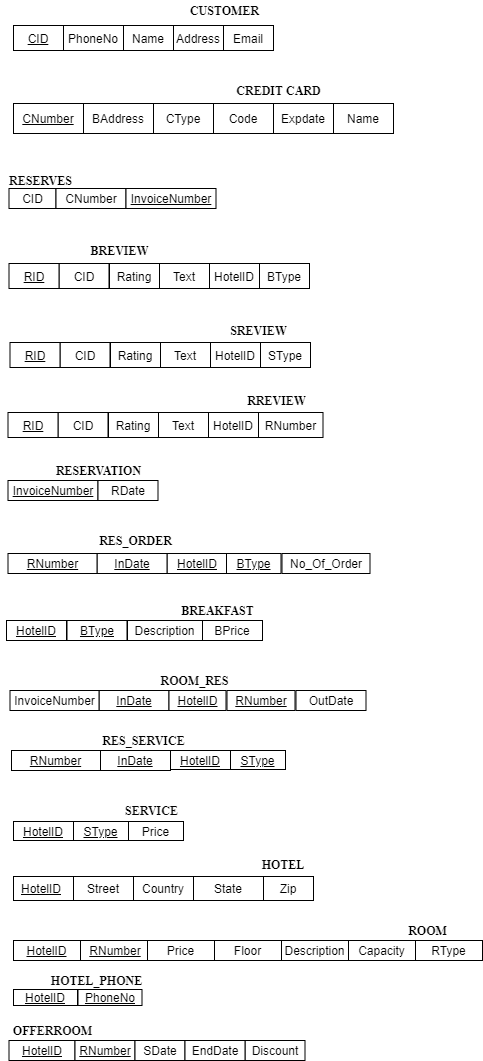 CUSTOMER
CID PhoneNo Name Address Email
CREDIT CARD
CNumber BAddress CType Code Expdate Name
RESERVES
CID CNumber InvoiceNumber
BREVIEW
RID CID Rating Text HotelID BType
SREVIEW
RID CID Rating Text HotelID SType
RREVIEW
RID CID Rating Text HotelID RNumber
RESERVATION
InvoiceNumber RDate
RES_ORDER
RNumber InDate HotelID BType No_Of_Order
BREAKFAST
HotelID BType Description BPrice
ROOM_RES
InvoiceNumber InDate HotelID RNumber OutDate
RES_SERVICE
RNumber InDate HotelID SType
SERVICE
HotelID SType Price
HOTEL
HotelID Street Country State Zip
ROOM
HotelID RNumber Price Floor Description Capacity RType
HOTEL_PHONE
HotelID PhoneNo
OFFERROOM
HotelID RNumber SDate EndDate Discount